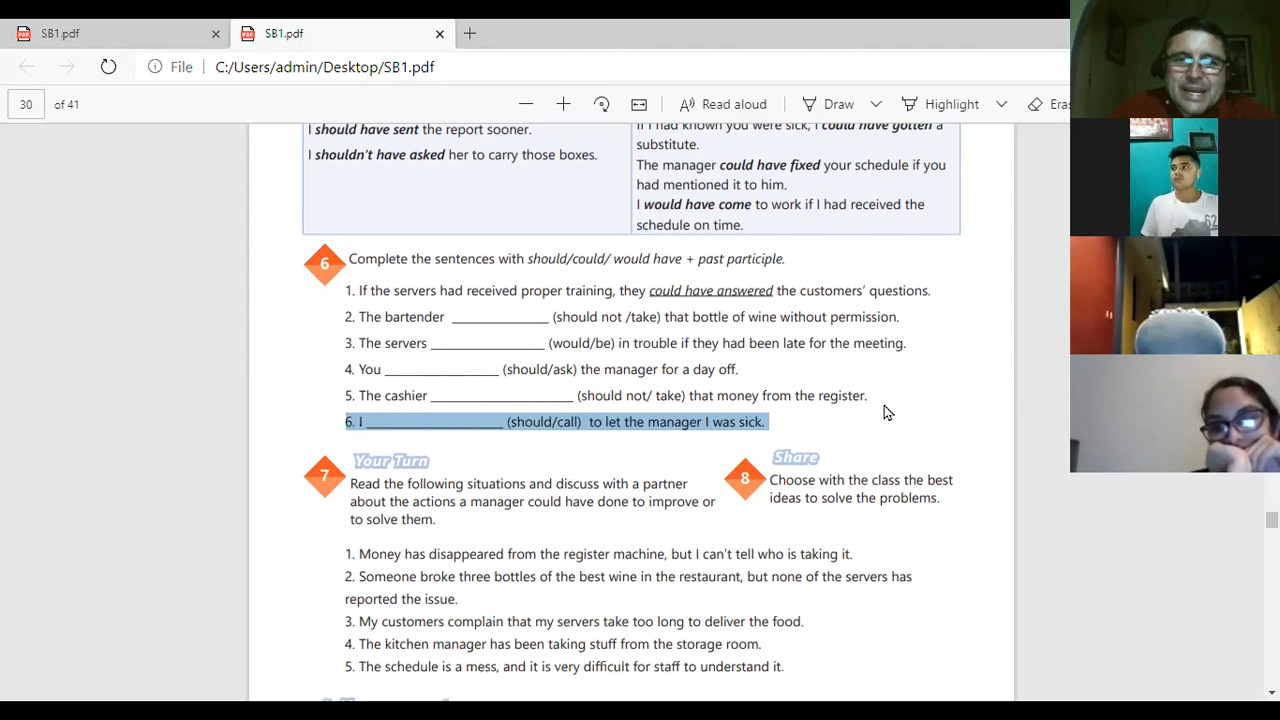 SB1.pdf
SB1.pdf
File C:/Users/admin/Desktop/SB1.pdf
30 of 41 Read aloud Draw Highlight Eras
I should have sent the report sooner.
I shouldn't have asked her to carry those boxes.
If I had known you were sick, I could have gotten a
substitute.
The manager could have fixed your schedule if you
had mentioned it to him.
I would have come to work if I had received the
schedule on time.
6 Complete the sentences with should/could/ would have + past participle.
1. If the servers had received proper training, they could have answered the customers' questions.
2. The bartender ______________ (should not /take) that bottle of wine without permission.
3. The servers ________________ (would/be) in trouble if they had been late for the meeting.
4. You ________________ (should/ask) the manager for a day off.
5. The cashier ____________________ (should not/ take) that money from the register.
6. I ___________________ (should/call) to let the manager I was sick.
7 Your Turn
Read the following situations and discuss with a partner
about the actions a manager could have done to improve or
to solve them.
8 Share
Choose with the class the best
ideas to solve the problems.
1. Money has disappeared from the register machine, but I can't tell who is taking it.
2. Someone broke three bottles of the best wine in the restaurant, but none of the servers has
reported the issue.
3. My customers complain that my servers take too long to deliver the food.
4. The kitchen manager has been taking stuff from the storage room.
5. The schedule is a mess, and it is very difficult for staff to understand it.
62